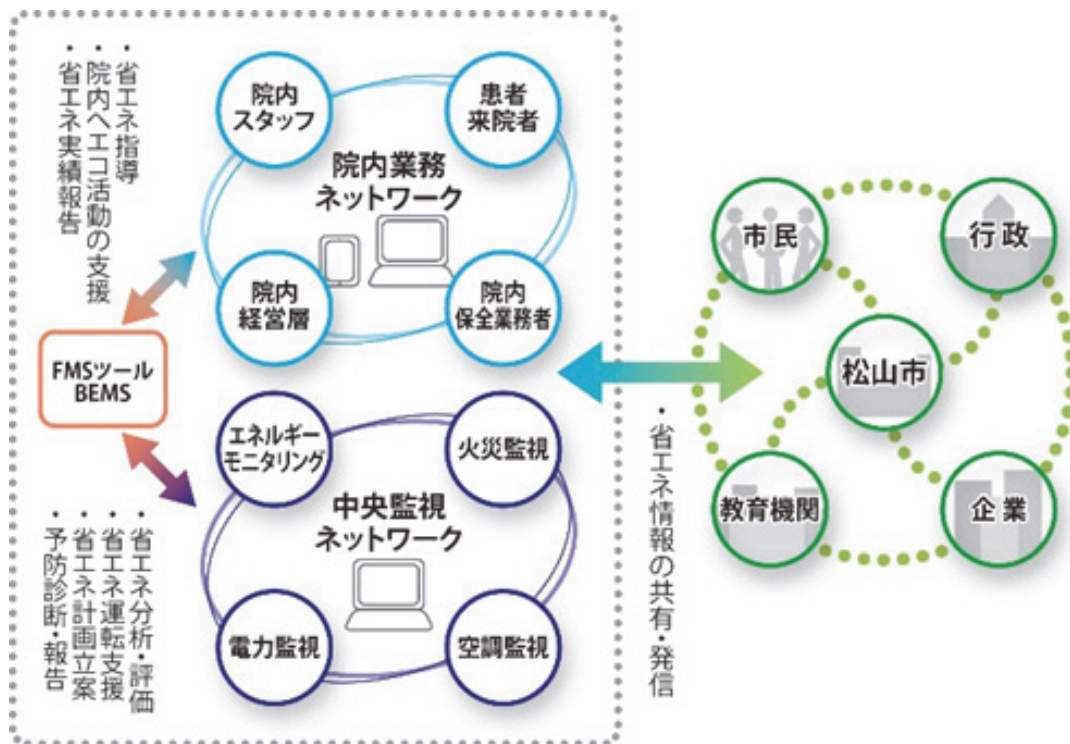 ・省エネ指導
・院内へエコ活動の支援
・省エネ実績報告
院内
スタッフ
患者
来院者
院内業務
ネットワーク
院内
経営層
院内
保全業務者
FMSツール
BEMS
エネルギー
モニタリング
火災監視
中央監視
ネットワーク
電力監視
空調監視
・省エネ分析・評価
・省エネ運転支援
・省エネ計画立案
・予防診断・報告
・省エネ情報の共有・発信
市民
行政
松山市
教育機関
企業